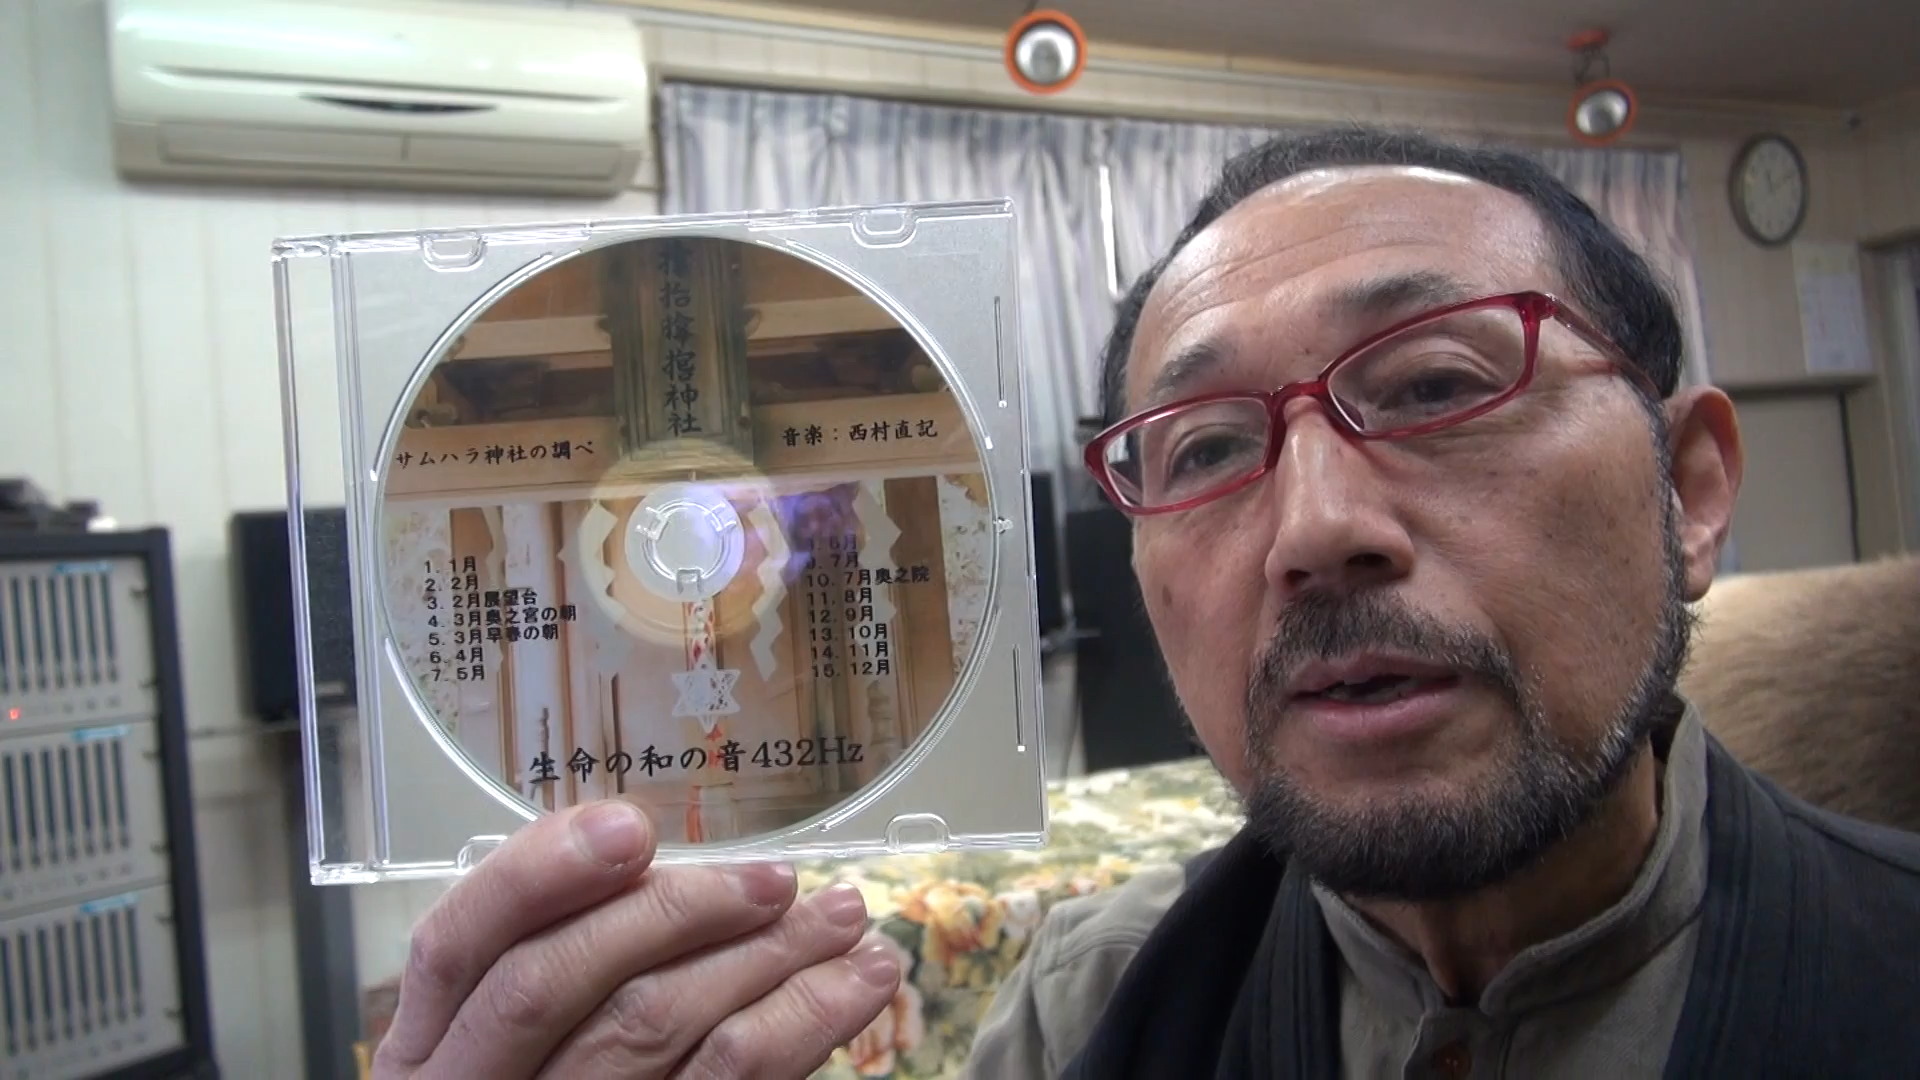 神社
サムハラ神社の調べ
音楽：西村直記
1. 1月
2. 2月
3. 2月展望台
4. 3月奥之宮の朝
5. 3月早春の朝
6. 4月
7. 5月
6月
7月
10. 7月奥之院
11. 8月
12. 9月
13. 10月
14. 11月
15. 12月
生命の和の音432Hz